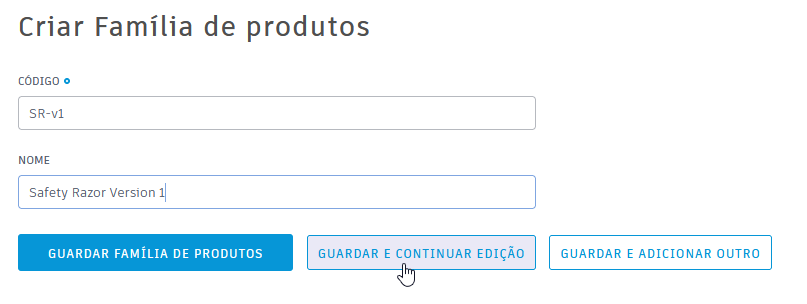 Criar Família de produtos
CÓDIGO
SR-v1
NOME
Safety Razor Version 1
GUARDAR FAMÍLIA DE PRODUTOS
GUARDAR E CONTINUAR EDIÇÃO
GUARDAR E ADICIONAR OUTRO